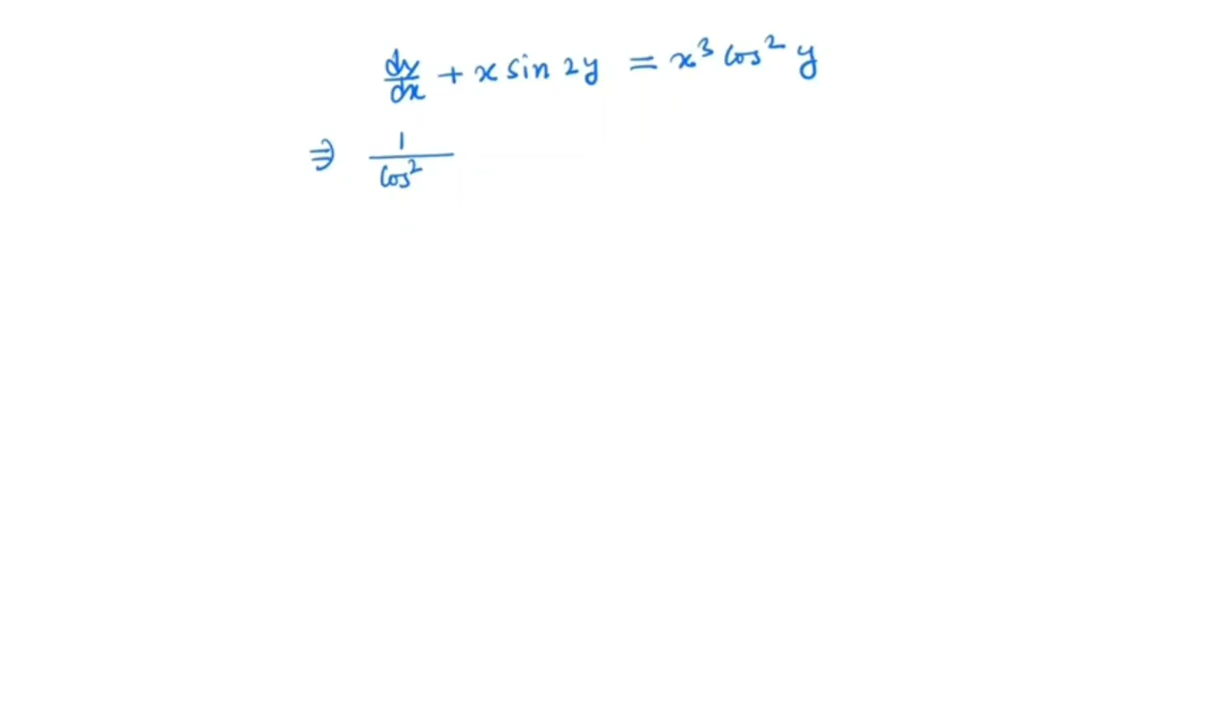 dy/dx + x sin 2y = x³ cos² y
⇒ 1/cos²